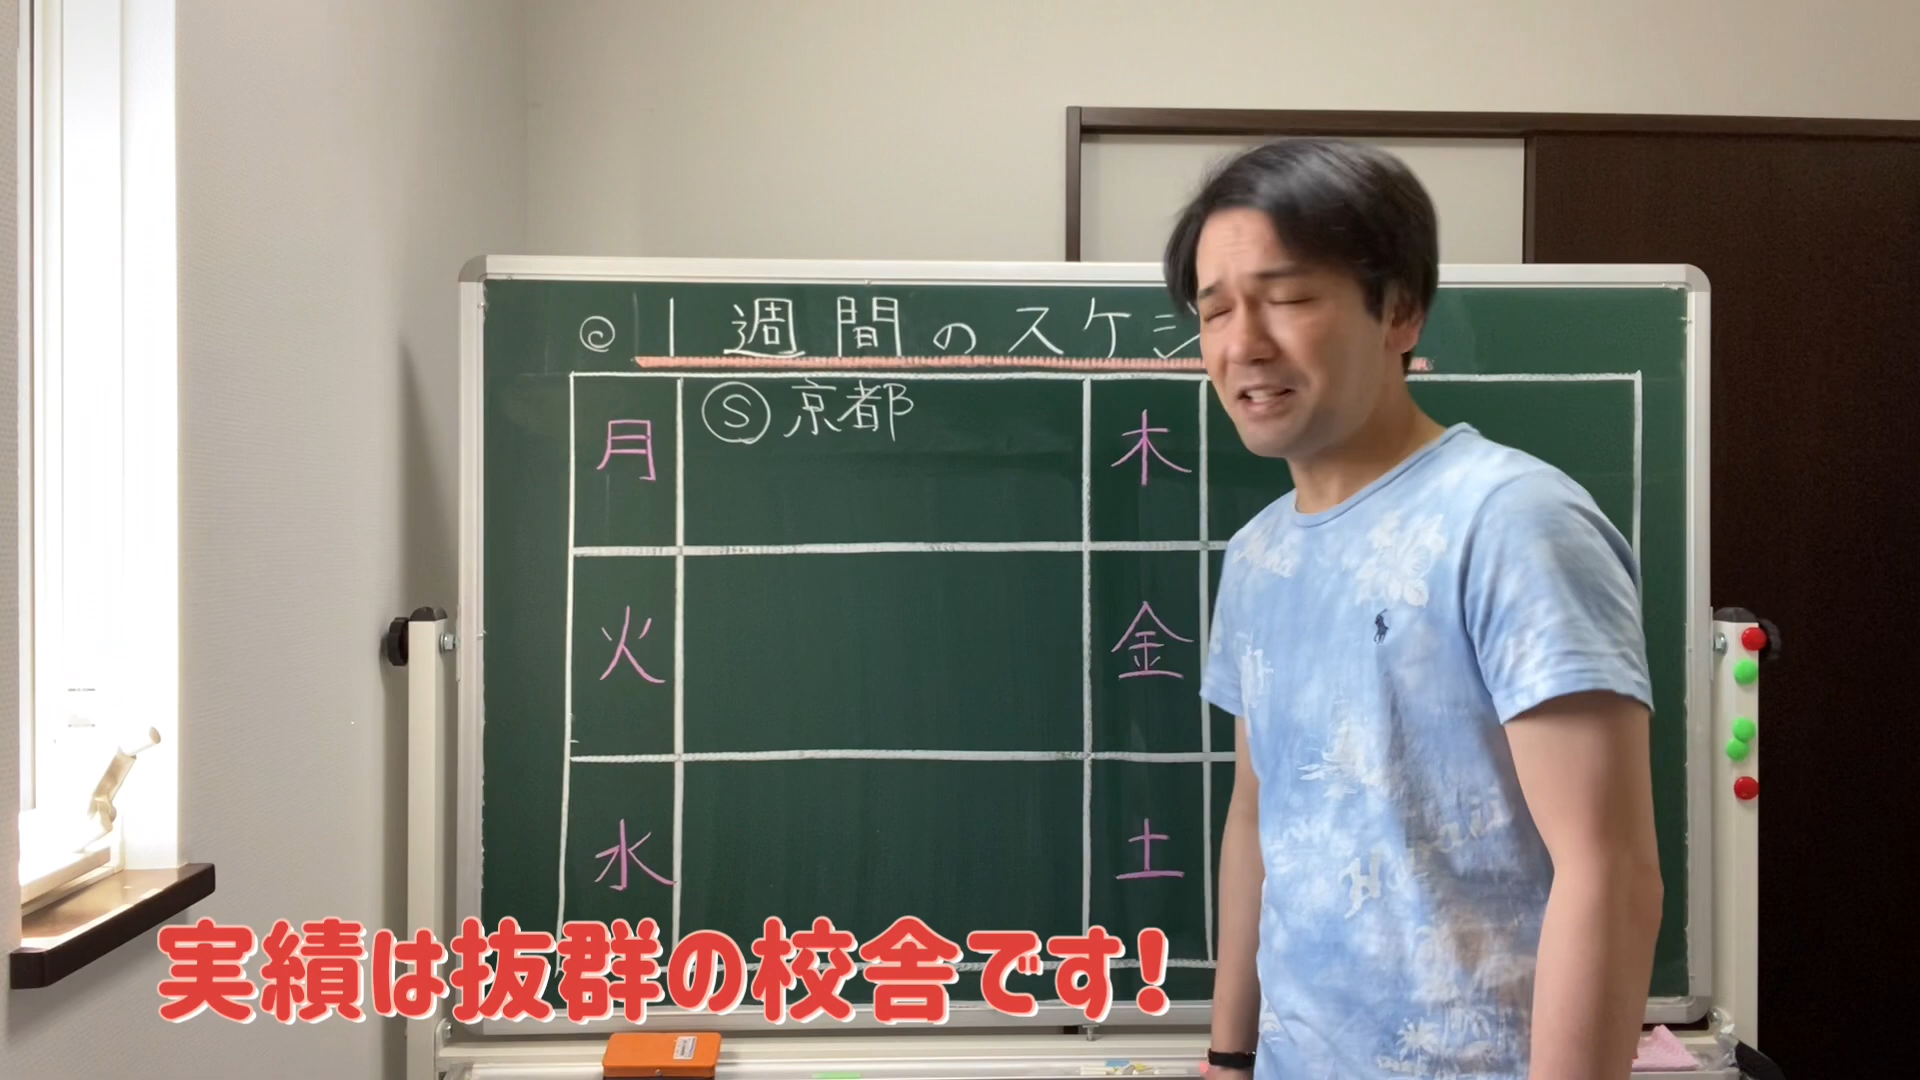 ◎1週間のスケジ
月 Ⓢ京都 木
火 金
水 土
実績は抜群の校舎です!